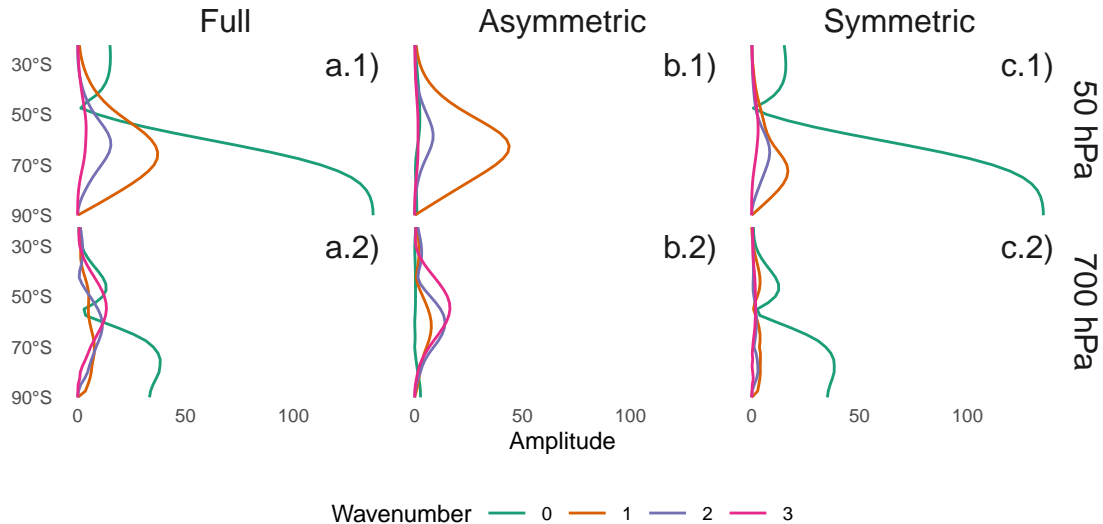 Full Asymmetric Symmetric
a.1) b.1) c.1)
30°S
50°S
70°S
90°S
50 hPa
a.2) b.2) c.2)
30°S
50°S
70°S
90°S
700 hPa
0 50 100 0 50 100 0 50 100
Amplitude
Wavenumber 0 1 2 3